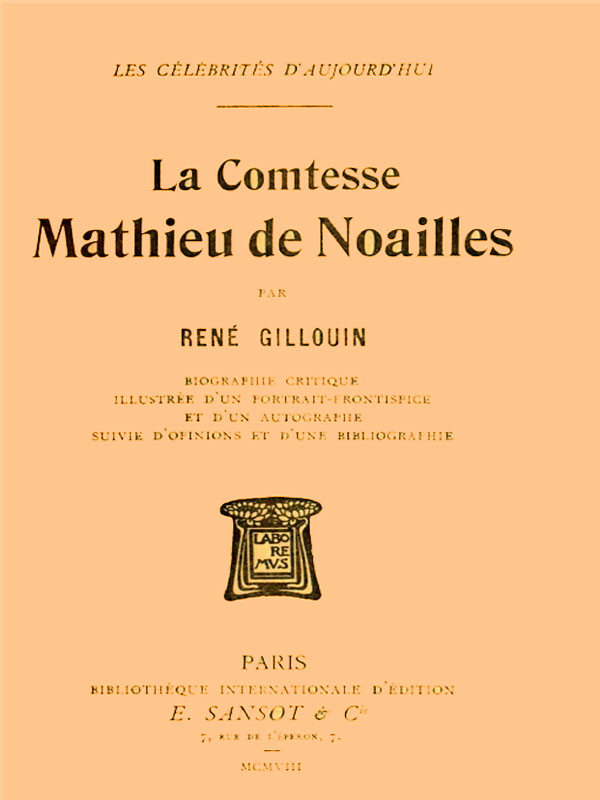 LES CÉLÉBRITÉS D'AUJOURD'HUI
La Comtesse
Mathieu de Noailles
PAR
RENÉ GILLOUIN
BIOGRAPHIE CRITIQUE
ILLUSTRÉE D'UN PORTRAIT-FRONTISPICE
ET D'UN AUTOGRAPHE
SUIVIE D'OPINIONS ET D'UNE BIBLIOGRAPHIE
LABO
RE
MVS
PARIS
BIBLIOTHÈQUE INTERNATIONALE D'ÉDITION
E. SANSOT & Cie
7, RUE DE L'ÉPERON, 7.
MCMVIII